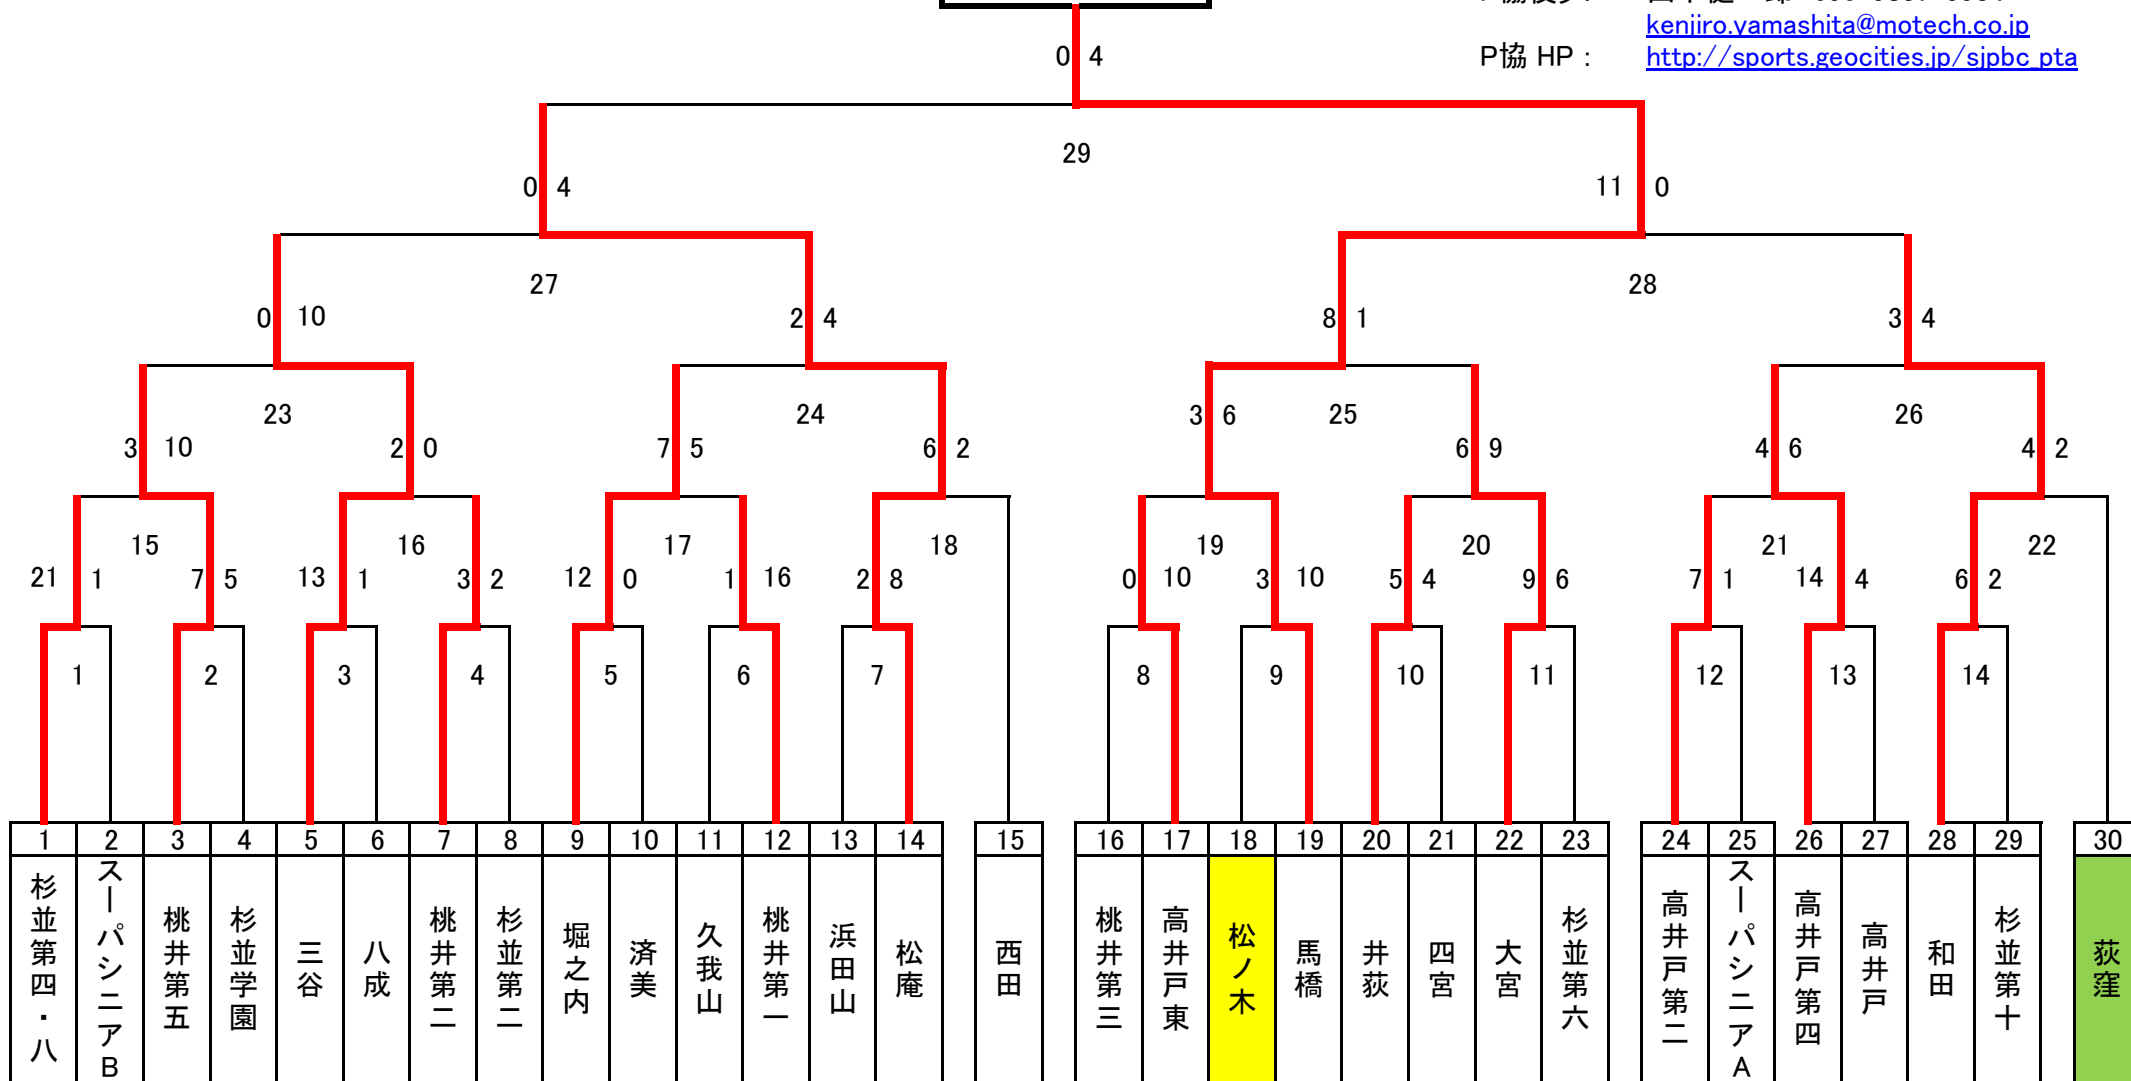 kenjiro.yamashita@motech.co.jp
0 4
P協 HP : http://sports.geocities.jp/sjpbc_pta
29
0 4 11 0
27 28
0 10 2 4 8 1 3 4
23 24 25 26
3 10 2 0 7 5 6 2 3 6 6 9 4 6 4 2
15 16 17 18 19 20 21 22
21 1 7 5 13 1 3 2 12 0 1 16 2 8 0 10 3 10 5 4 9 6 7 1 14 4 6 2
1 2 3 4 5 6 7 8 9 10 11 12 13 14
1 2 3 4 5 6 7 8 9 10 11 12 13 14 15 16 17 18 19 20 21 22 23 24 25 26 27 28 29 30
杉並第四・八
スーパシニアB
桃井第五
杉並学園
三谷
八成
桃井第二
杉並第二
堀之内
済美
久我山
桃井第一
浜田山
松庵
西田
桃井第三
高井戸東
松ノ木
馬橋
井荻
四宮
大宮
杉並第六
高井戸第二
スーパシニアA
高井戸第四
高井戸
和田
杉並第十
荻窪